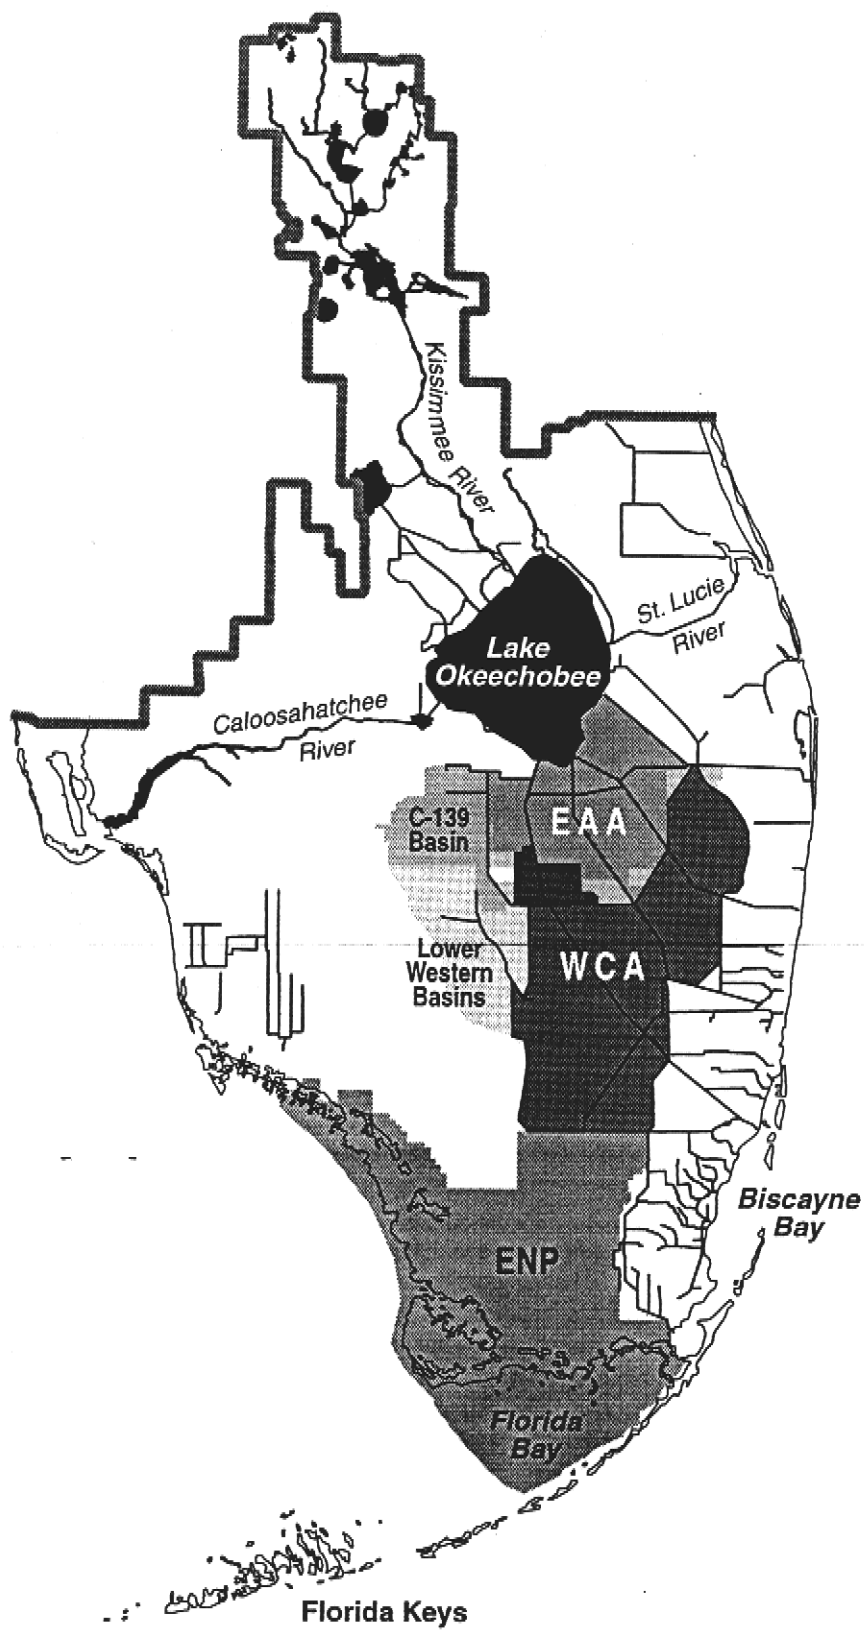 Kissimmee River
St. Lucie
River
Lake
Okeechobee
Caloosahatchee
River
C-139
Basin
EAA
Lower
Western
Basins
WCA
Biscayne
Bay
ENP
Florida
Bay
Florida Keys